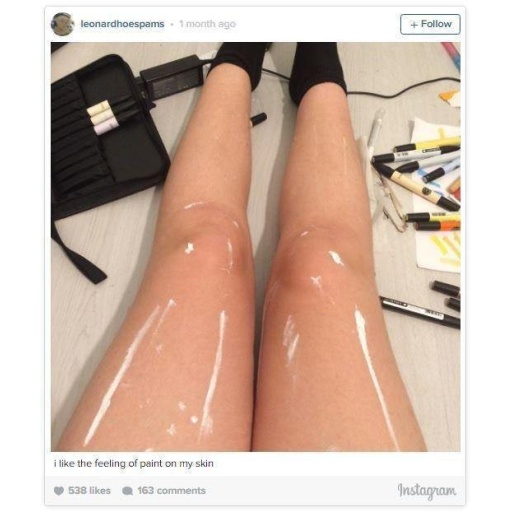 leonardhoespams • 1 month ago
+ Follow
i like the feeling of paint on my skin
538 likes 163 comments
Instagram